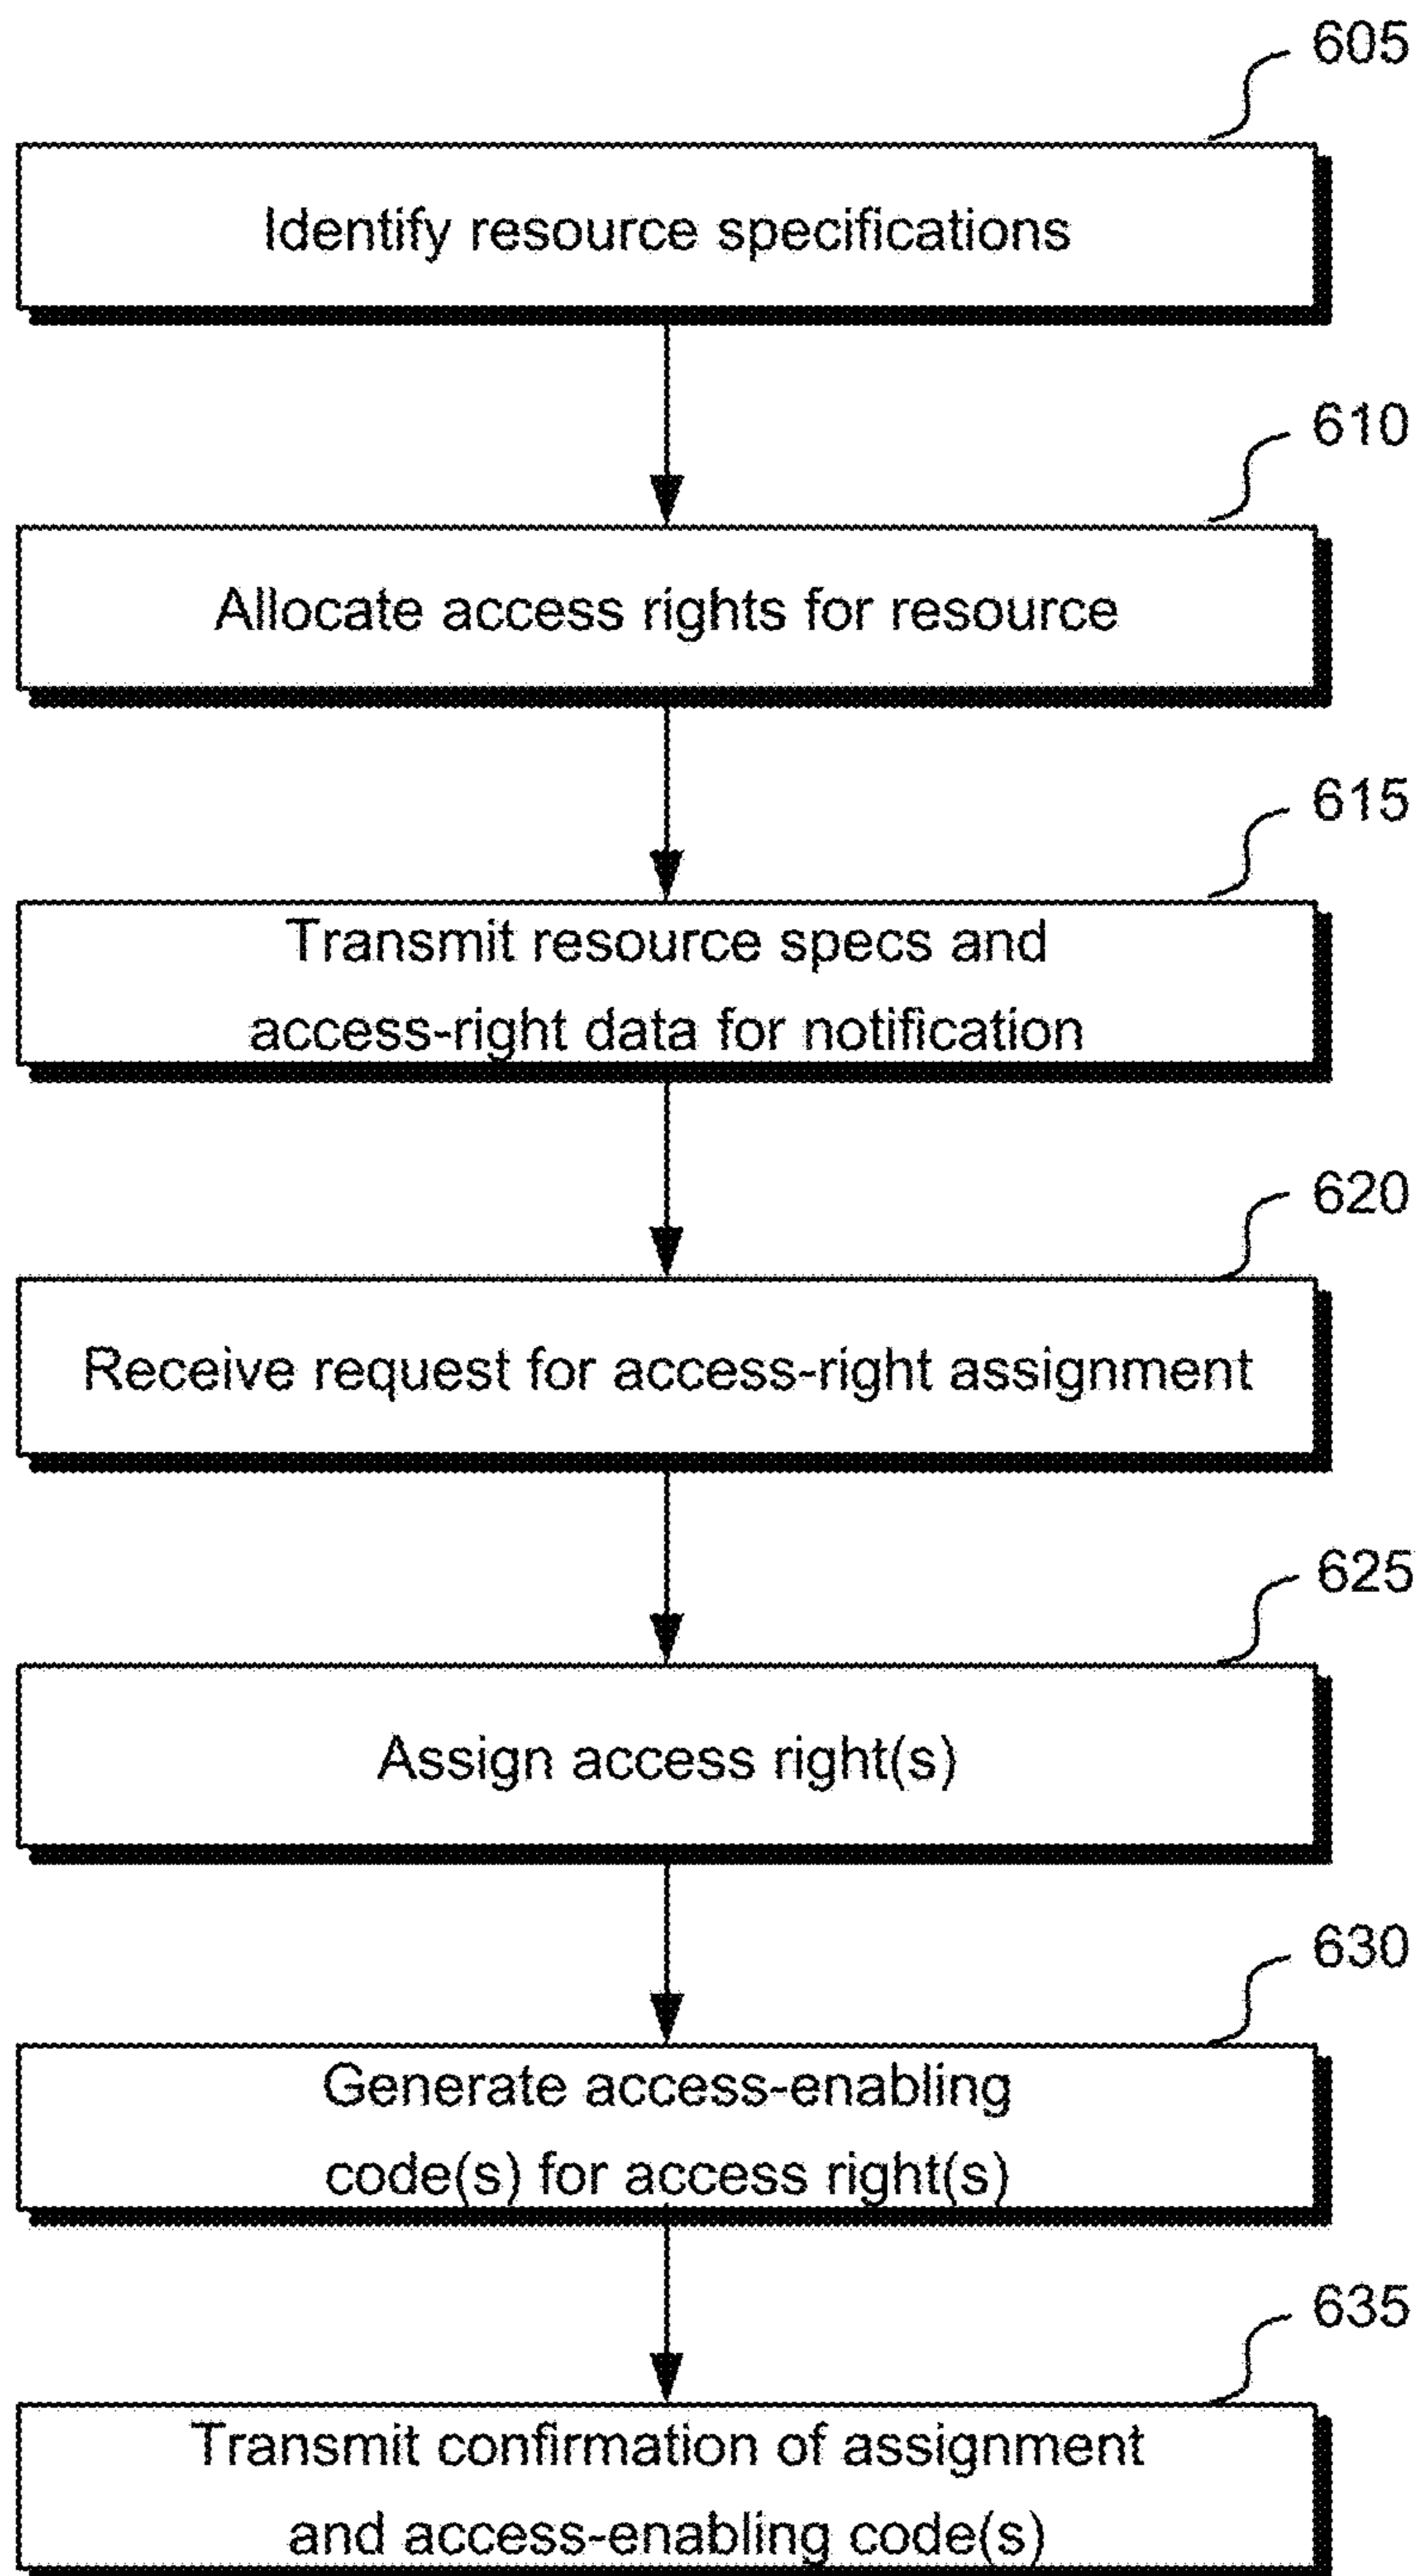 605
Identify resource specifications
610
Allocate access rights for resource
615
Transmit resource specs and
access-right data for notification
620
Receive request for access-right assignment
625
Assign access right(s)
630
Generate access-enabling
code(s) for access right(s)
635
Transmit confirmation of assignment
and access-enabling code(s)